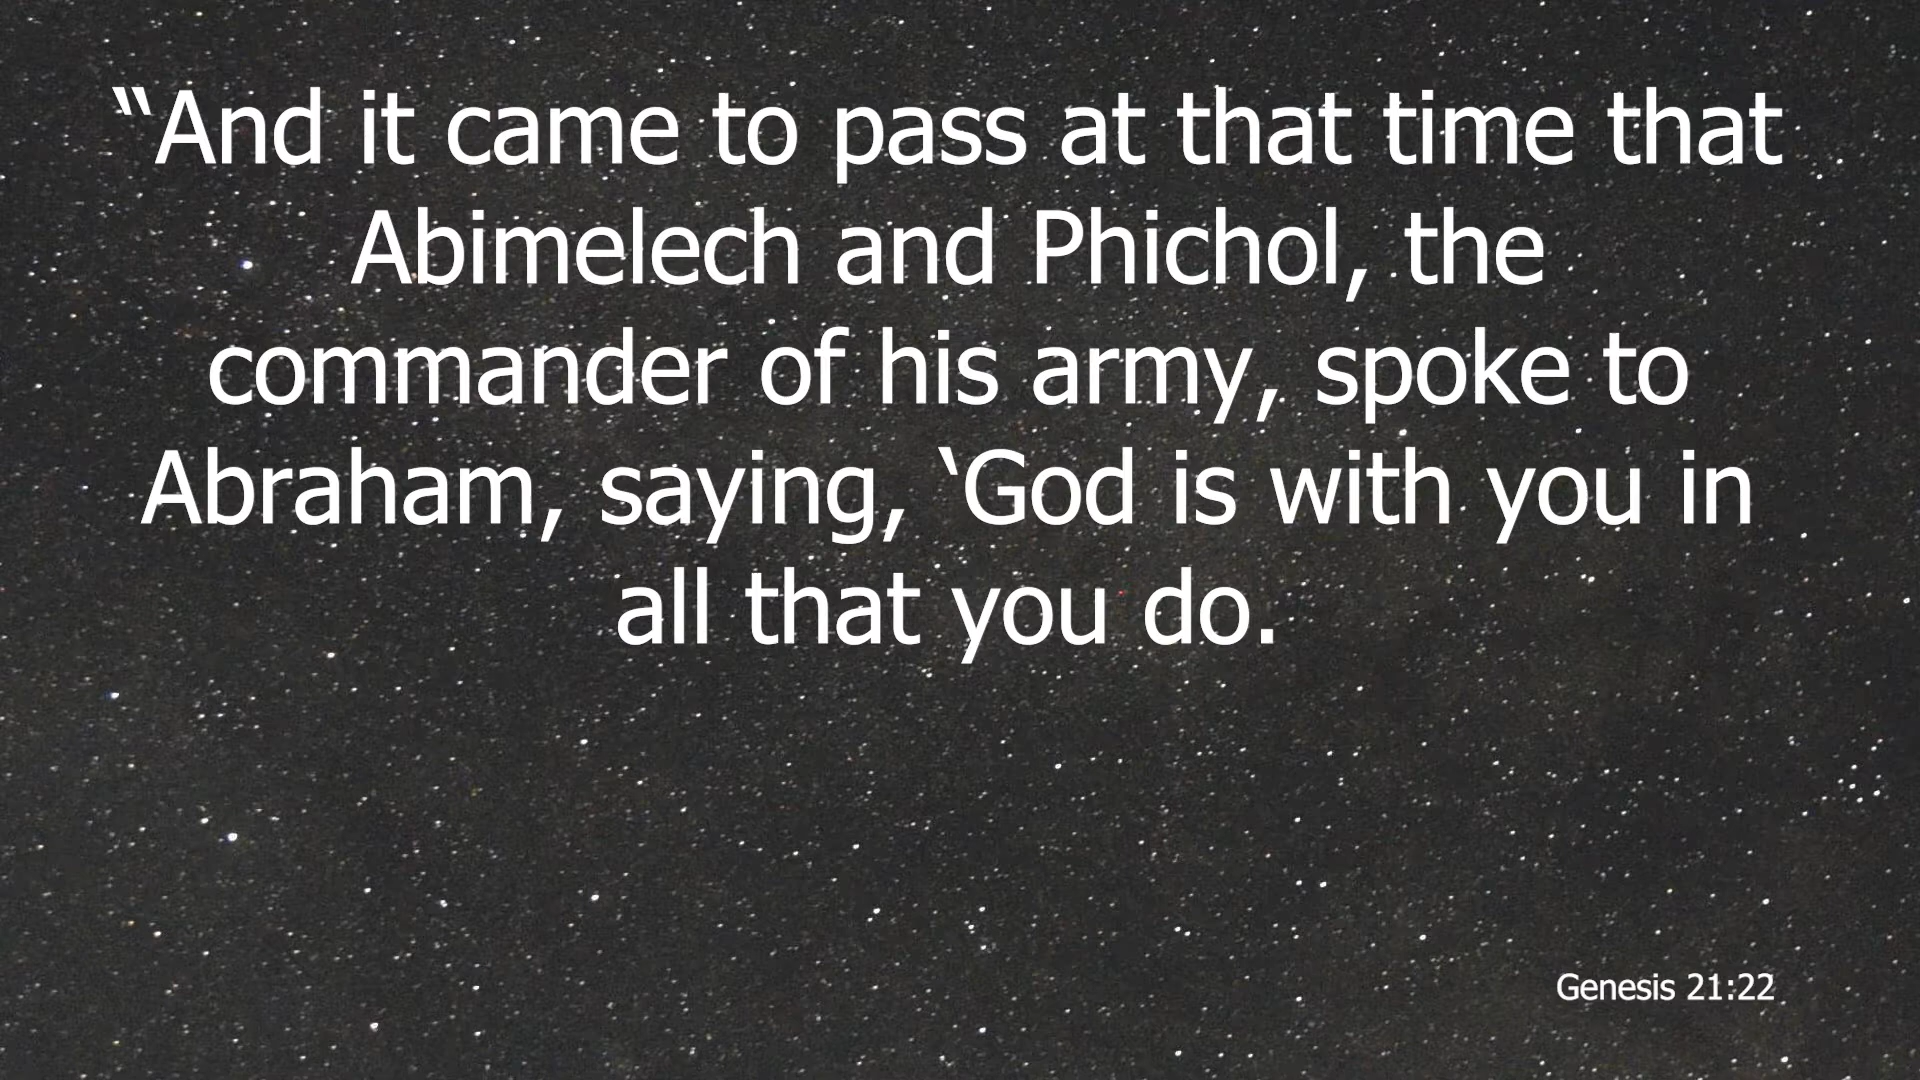 “And it came to pass at that time that
Abimelech and Phichol, the
commander of his army, spoke to
Abraham, saying, ‘God is with you in
all that you do.
Genesis 21:22